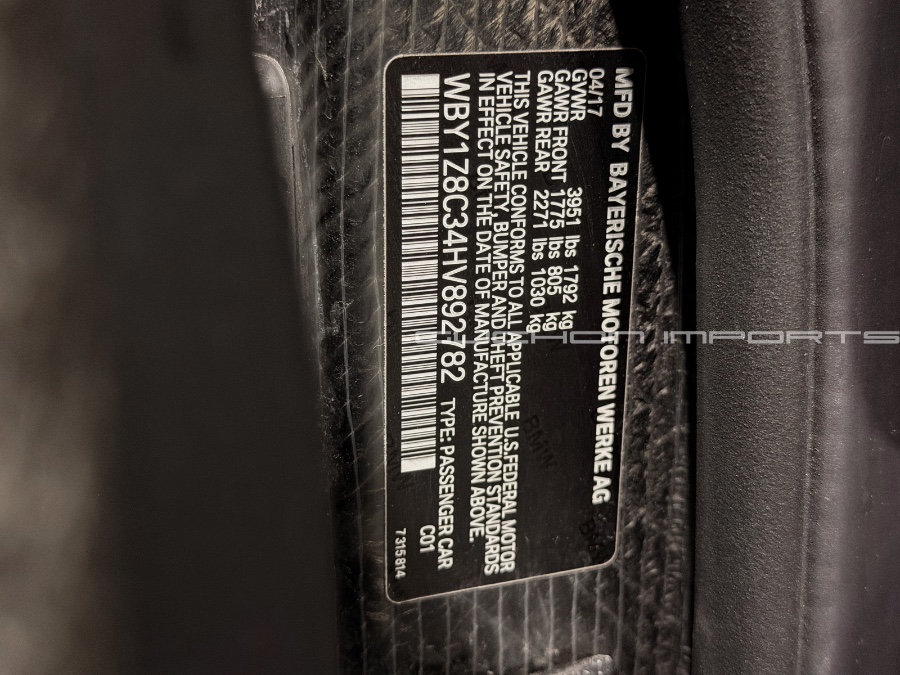 MFD BY BAYERISCHE MOTOREN WERKE AG
04/17
GVWR 3951 lbs 1792 kg
GAWR FRONT 1775 lbs 805 kg
GAWR REAR 2271 lbs 1030 kg
THIS VEHICLE CONFORMS TO ALL APPLICABLE U.S.FEDERAL MOTOR
VEHICLE SAFETY, BUMPER AND THEFT PREVENTION STANDARDS
IN EFFECT ON THE DATE OF MANUFACTURE SHOWN ABOVE.
WBY1Z8C34HV892782 TYPE: PASSENGER CAR
C01
7315814
IMPORTS
BMW